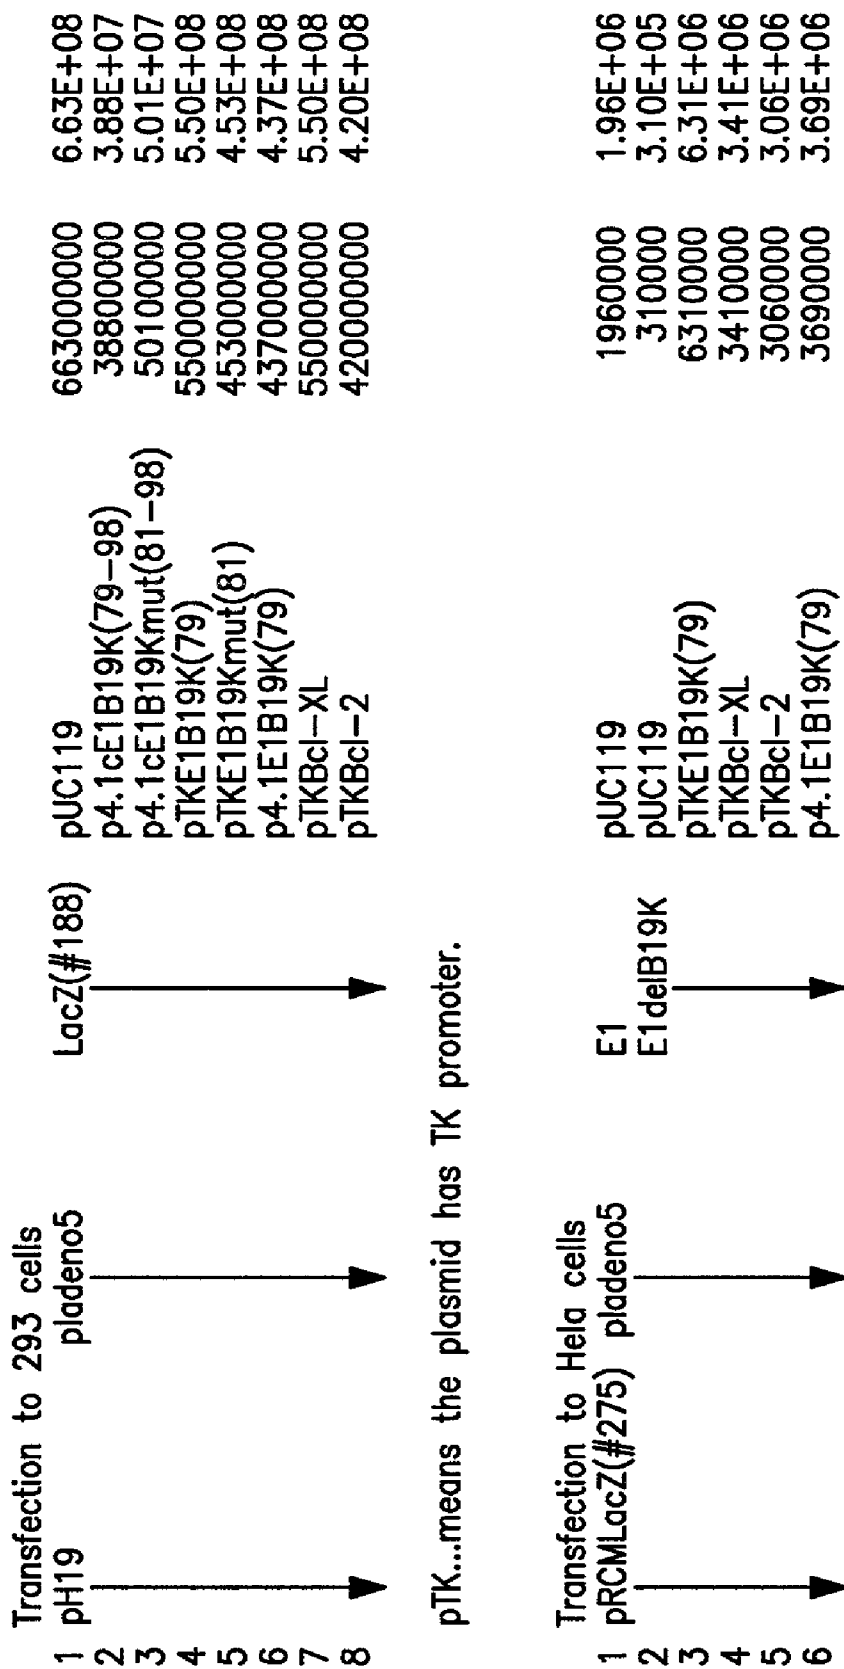 Transfection to 293 cells
1 pH19 pladeno5 LacZ(#188) pUC119 663000000 6.63E+08
2 p4.1cE1B19K(79-98) 38800000 3.88E+07
3 p4.1cE1B19Kmut(81-98) 50100000 5.01E+07
4 pTKE1B19K(79) 550000000 5.50E+08
5 pTKE1B19Kmut(81) 453000000 4.53E+08
6 p4.1E1B19K(79) 437000000 4.37E+08
7 pTKBcl-XL 550000000 5.50E+08
8 pTKBcl-2 420000000 4.20E+08
pTK...means the plasmid has TK promoter.
Transfection to Hela cells
1 pRCMLacZ(#275) pladeno5 E1 pUC119 1960000 1.96E+06
2 E1delB19K pUC119 310000 3.10E+05
3 pTKE1B19K(79) 6310000 6.31E+06
4 pTKBcl-XL 3410000 3.41E+06
5 pTKBcl-2 3060000 3.06E+06
6 p4.1E1B19K(79) 3690000 3.69E+06